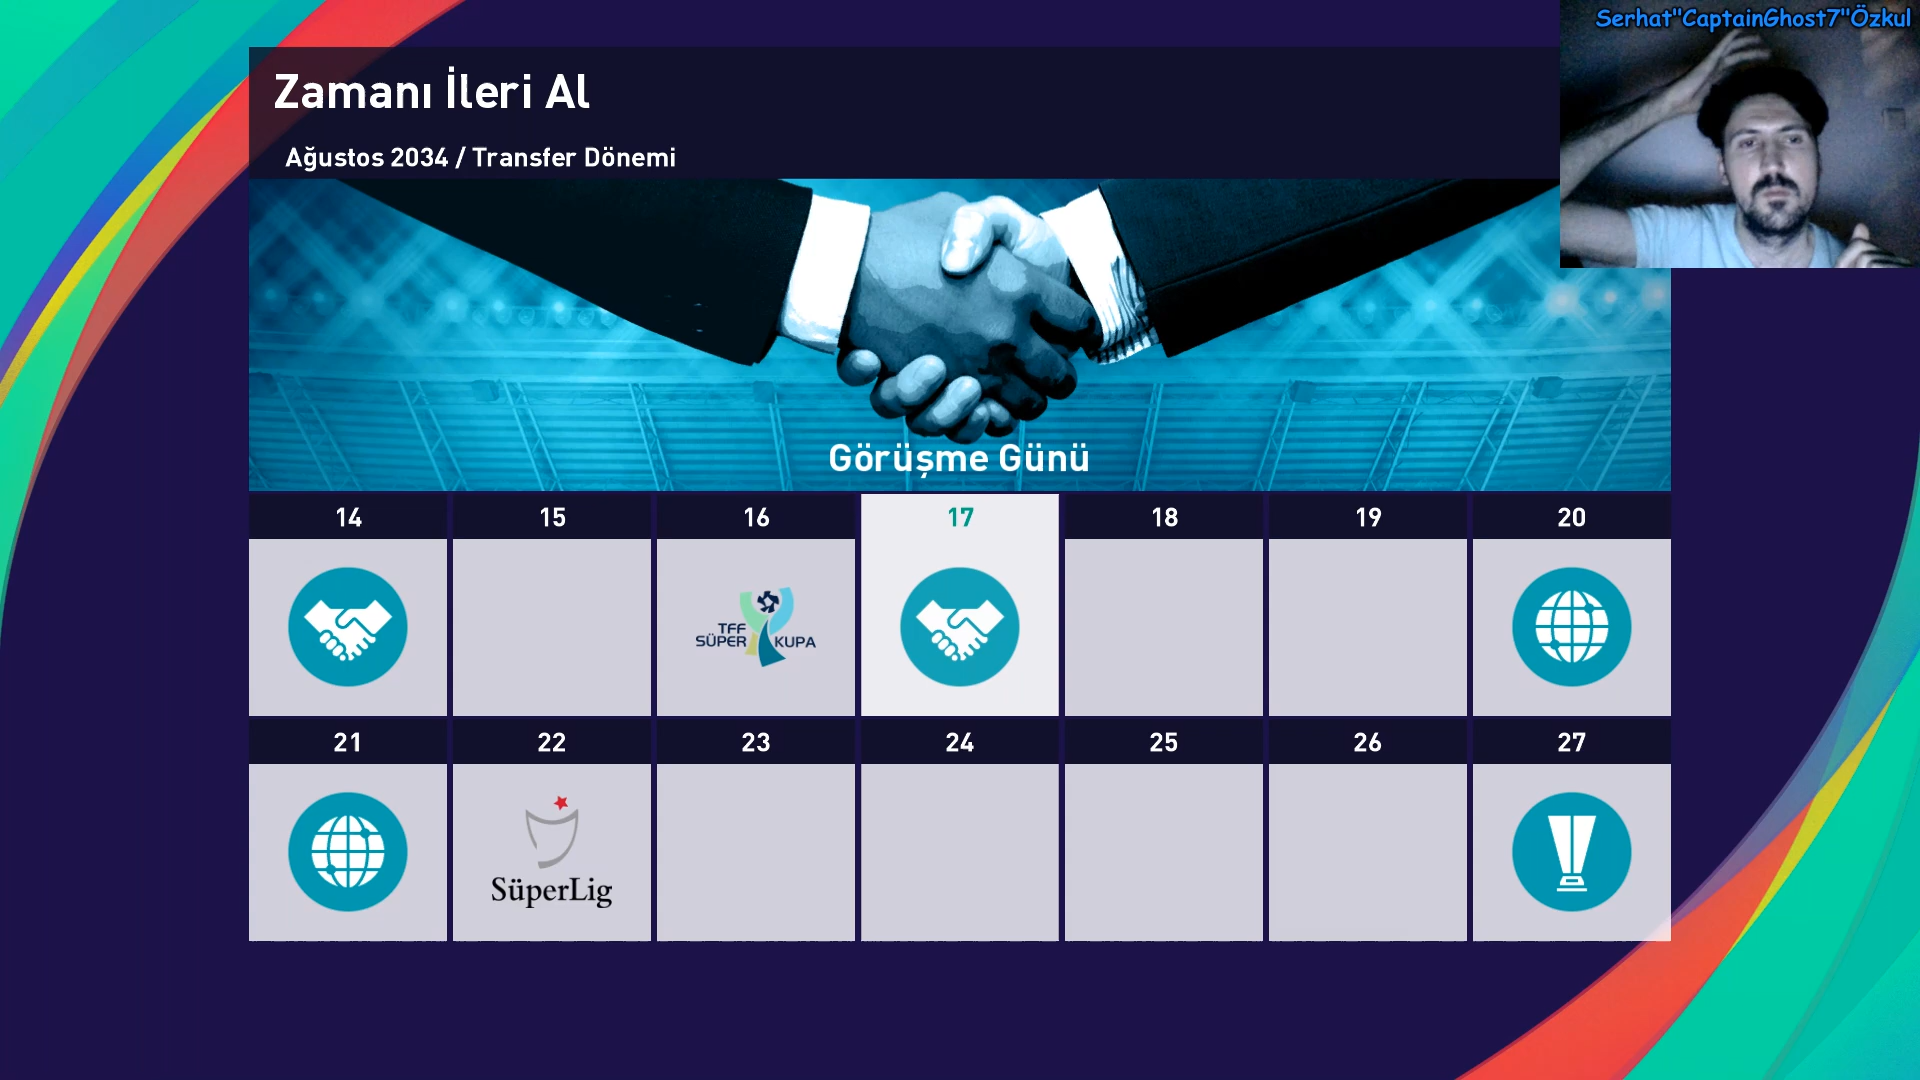 Serhat"CaptainGhost7"Özkul
Zamanı İleri Al
Ağustos 2034 / Transfer Dönemi
Görüşme Günü
14 15 16 17 18 19 20
TFF
SÜPER KUPA
21 22 23 24 25 26 27
SüperLig